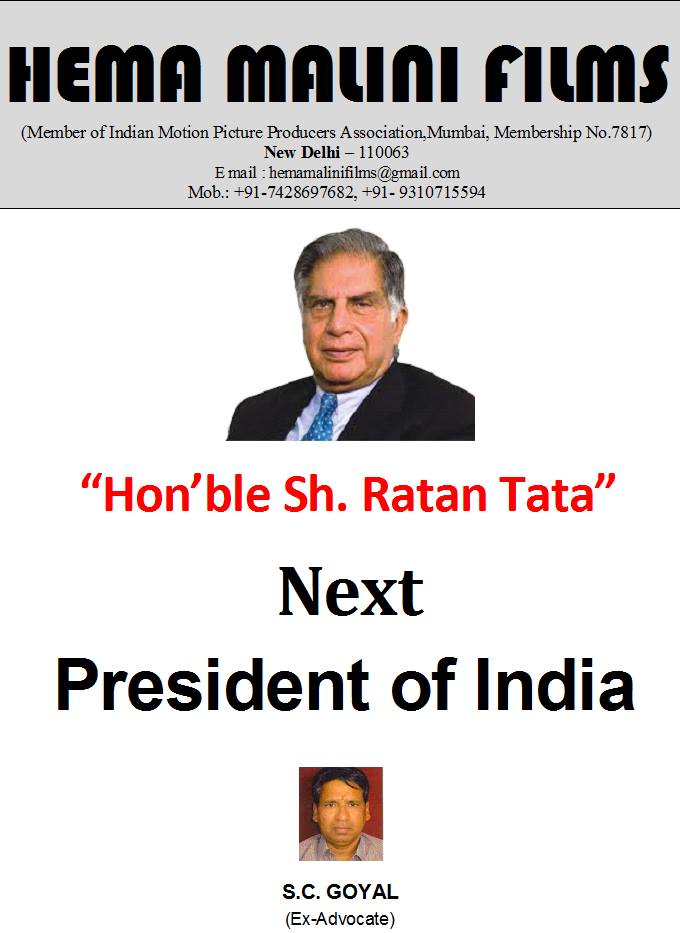 HEMA MALINI FILMS
(Member of Indian Motion Picture Producers Association,Mumbai, Membership No.7817)
New Delhi – 110063
E mail : hemamalinifilms@gmail.com
Mob.: +91-7428697682, +91- 9310715594
“Hon’ble Sh. Ratan Tata”
Next
President of India
S.C. GOYAL
(Ex-Advocate)